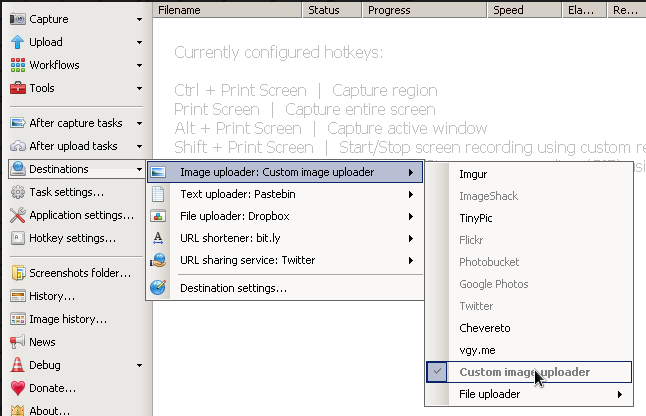 Capture
Upload
Workflows
Tools
After capture tasks
After upload tasks
Destinations
Task settings...
Application settings...
Hotkey settings...
Screenshots folder...
History...
Image history...
News
Debug
Donate...
About...
Filename Status Progress Speed Ela... Re...
Currently configured hotkeys:
Ctrl + Print Screen | Capture region
Print Screen | Capture entire screen
Alt + Print Screen | Capture active window
Shift + Print Screen | Start/Stop screen recording using custom re
Image uploader: Custom image uploader
Text uploader: Pastebin
File uploader: Dropbox
URL shortener: bit.ly
URL sharing service: Twitter
Destination settings...
Imgur
ImageShack
TinyPic
Flickr
Photobucket
Google Photos
Twitter
Chevereto
vgy.me
Custom image uploader
File uploader